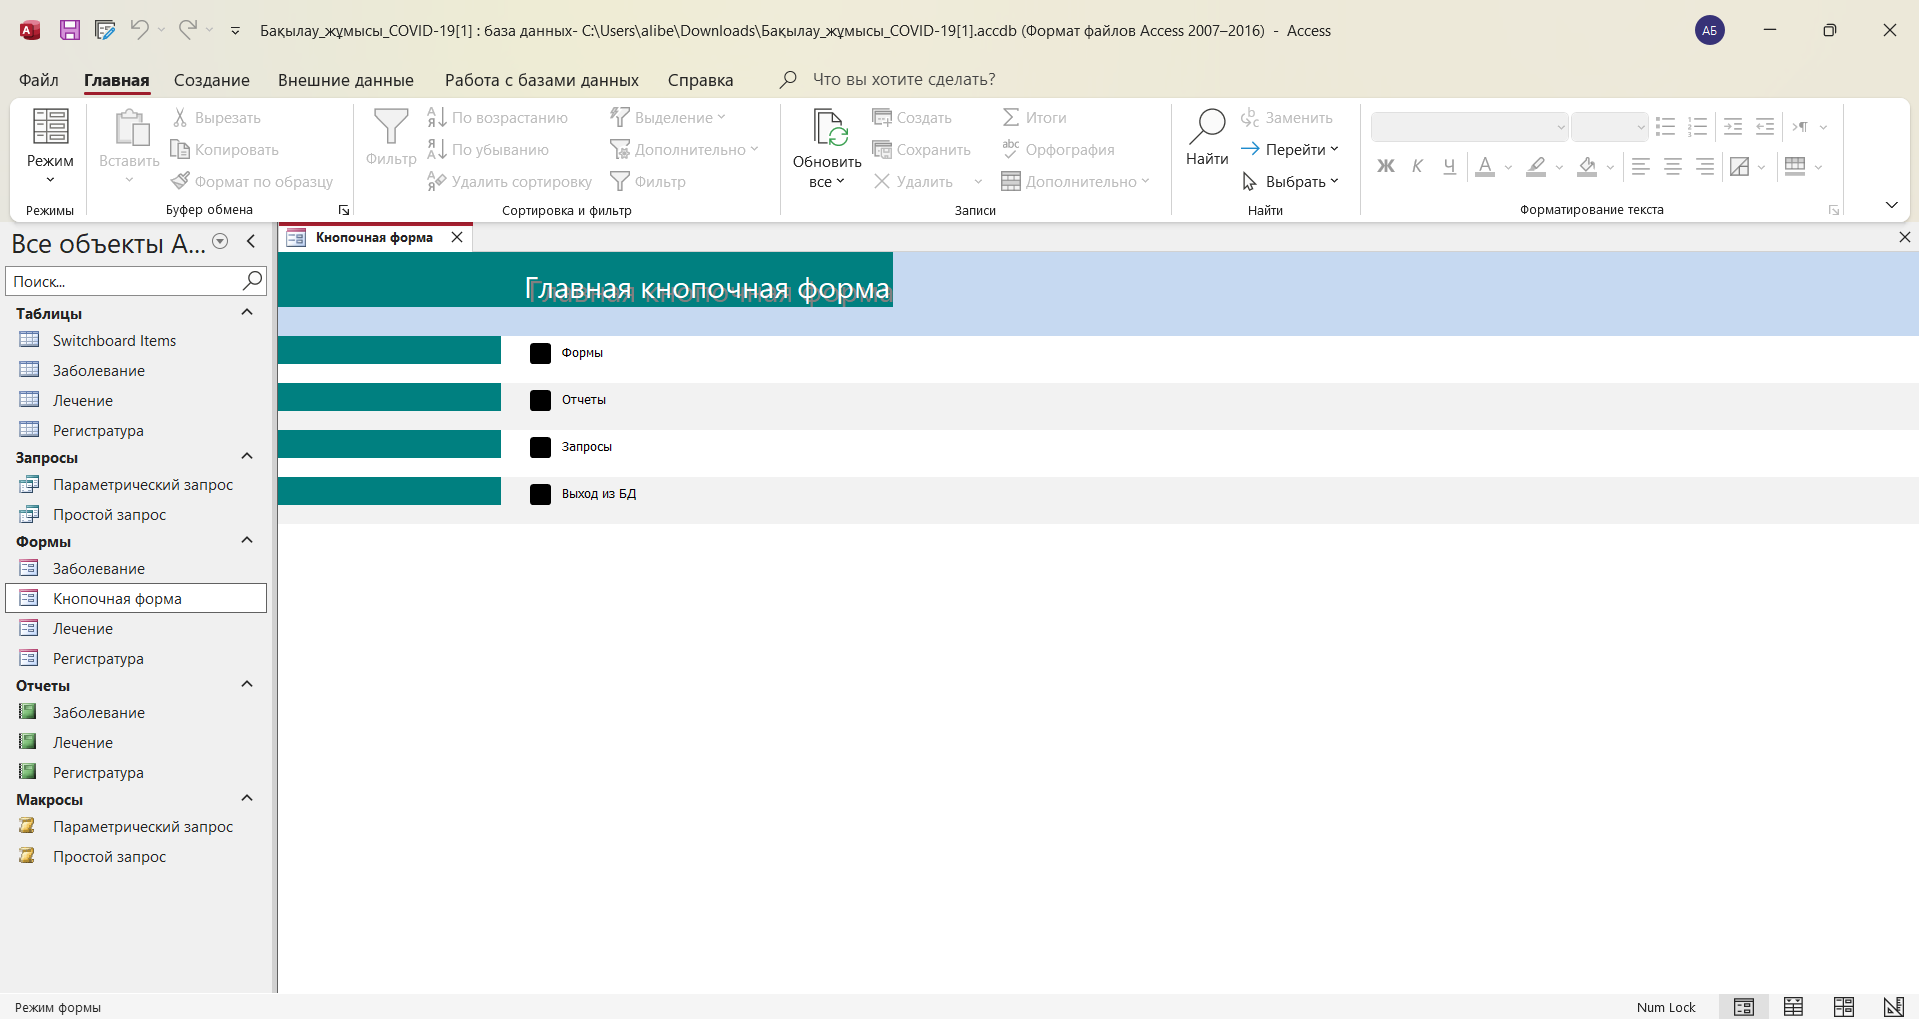 Бақылау_жұмысы_COVID-19[1] : база данных- C:\Users\alibe\Downloads\Бақылау_жұмысы_COVID-19[1].accdb (Формат файлов Access 2007–2016) - Access
АБ
Файл Главная Создание Внешние данные Работа с базами данных Справка Что вы хотите сделать?
Режим
Режимы
Вставить
Вырезать
Копировать
Формат по образцу
Буфер обмена
Фильтр
По возрастанию
По убыванию
Удалить сортировку
Выделение
Дополнительно
Фильтр
Сортировка и фильтр
Обновить
все
Создать
Сохранить
Удалить
Итоги
Орфография
Дополнительно
Записи
Найти
Заменить
Перейти
Выбрать
Найти
Ж К Ч А
Форматирование текста
Все объекты A...
Поиск...
Таблицы
Switchboard Items
Заболевание
Лечение
Регистратура
Запросы
Параметрический запрос
Простой запрос
Формы
Заболевание
Кнопочная форма
Лечение
Регистратура
Отчеты
Заболевание
Лечение
Регистратура
Макросы
Параметрический запрос
Простой запрос
Кнопочная форма
Главная кнопочная форма
Формы
Отчеты
Запросы
Выход из БД
Режим формы
Num Lock